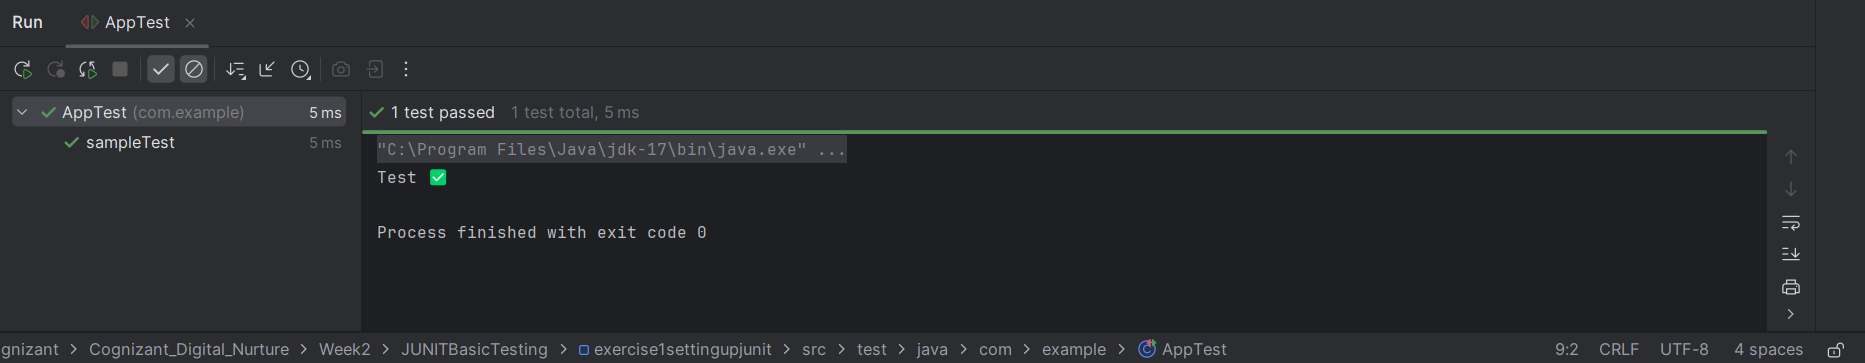 Run AppTest
AppTest (com.example) 5 ms
sampleTest 5 ms
1 test passed 1 test total, 5 ms
"C:\Program Files\Java\jdk-17\bin\java.exe" ...
Test ✅
Process finished with exit code 0
gnizant > Cognizant_Digital_Nurture > Week2 > JUNITBasicTesting > exercise1settingupjunit > src > test > java > com > example > AppTest 9:2 CRLF UTF-8 4 spaces